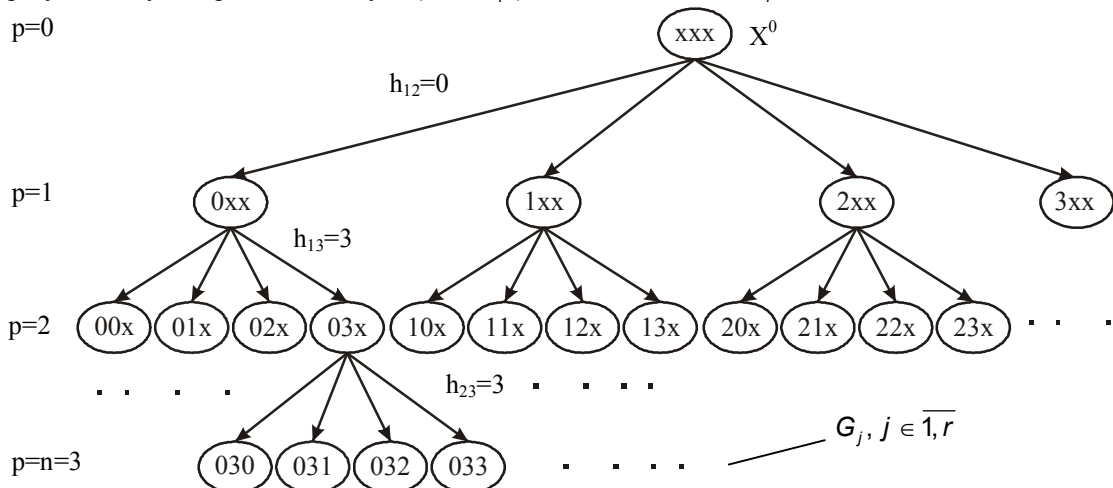 p=0
xxx X⁰
h₁₂=0
p=1
0xx 1xx 2xx 3xx
h₁₃=3
p=2
00x 01x 02x 03x 10x 11x 12x 13x 20x 21x 22x 23x . . .
. . . . h₂₃=3 . . . .
p=n=3
030 031 032 033 . . . . Gⱼ, j ∈ 1,r